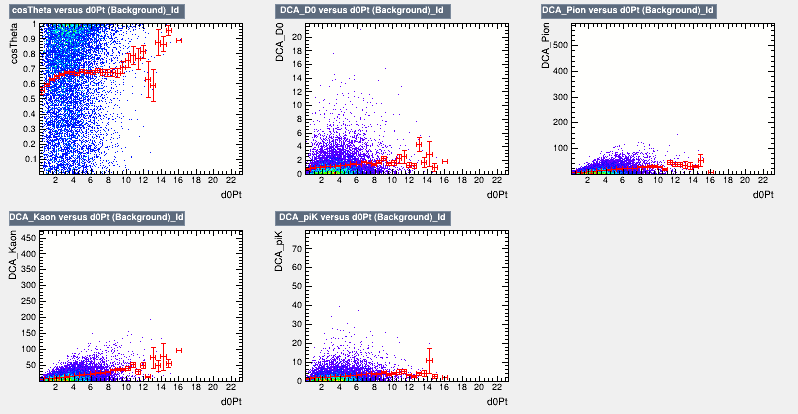 cosTheta versus d0Pt (Background)_Id
cosTheta
1
0.9
0.8
0.7
0.6
0.5
0.4
0.3
0.2
0.1
2 4 6 8 10 12 14 16 18 20 22
d0Pt
DCA_D0 versus d0Pt (Background)_Id
DCA_D0
20
18
16
14
12
10
8
6
4
2
0
2 4 6 8 10 12 14 16 18 20 22
d0Pt
DCA_Pion versus d0Pt (Background)_Id
DCA_Pion
500
400
300
200
100
2 4 6 8 10 12 14 16 18 20 22
d0Pt
DCA_Kaon versus d0Pt (Background)_Id
DCA_Kaon
450
400
350
300
250
200
150
100
50
2 4 6 8 10 12 14 16 18 20 22
d0Pt
DCA_piK versus d0Pt (Background)_Id
DCA_piK
70
60
50
40
30
20
10
0
2 4 6 8 10 12 14 16 18 20 22
d0Pt